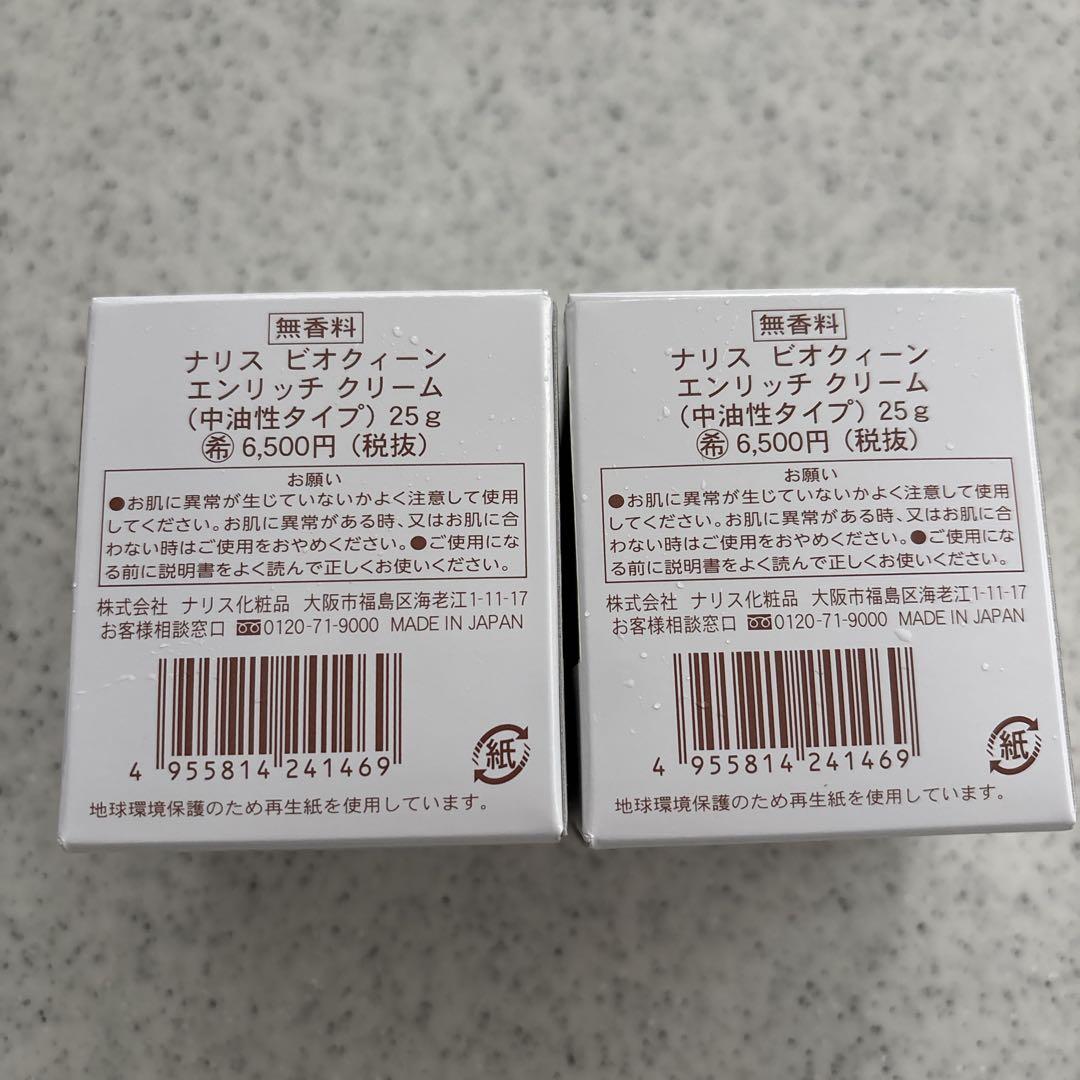 無香料
ナリス ビオクィーン
エンリッチ クリーム
(中油性タイプ) 25g
㊒希 6,500円 (税抜)
お願い
●お肌に異常が生じていないかよく注意して使用
してください。お肌に異常がある時、又はお肌に合
わない時はご使用をおやめください。●ご使用にな
る前に説明書をよく読んで正しくお使いください。
株式会社 ナリス化粧品 大阪市福島区海老江1-11-17
お客様相談窓口 0120-71-9000 MADE IN JAPAN
4 955814 241469
紙
地球環境保護のため再生紙を使用しています。
無香料
ナリス ビオクィーン
エンリッチ クリーム
(中油性タイプ) 25g
希 6,500円 (税抜)
お願い
●お肌に異常が生じていないかよく注意して使用
してください。お肌に異常がある時、又はお肌に合
わない時はご使用をおやめください。●ご使用にな
る前に説明書をよく読んで正しくお使いください。
株式会社 ナリス化粧品 大阪市福島区海老江1-11-17
お客様相談窓口 0120-71-9000 MADE IN JAPAN
4 955814 241469
紙
地球環境保護のため再生紙を使用しています。